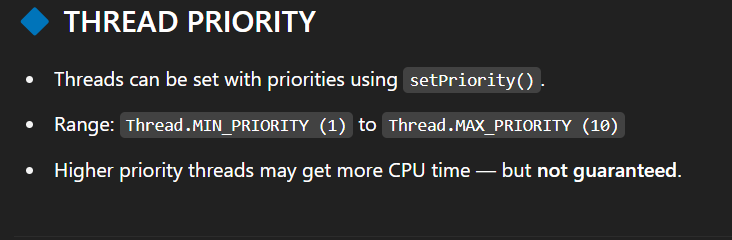 THREAD PRIORITY
• Threads can be set with priorities using setPriority().
• Range: Thread.MIN_PRIORITY (1) to Thread.MAX_PRIORITY (10)
• Higher priority threads may get more CPU time — but not guaranteed.